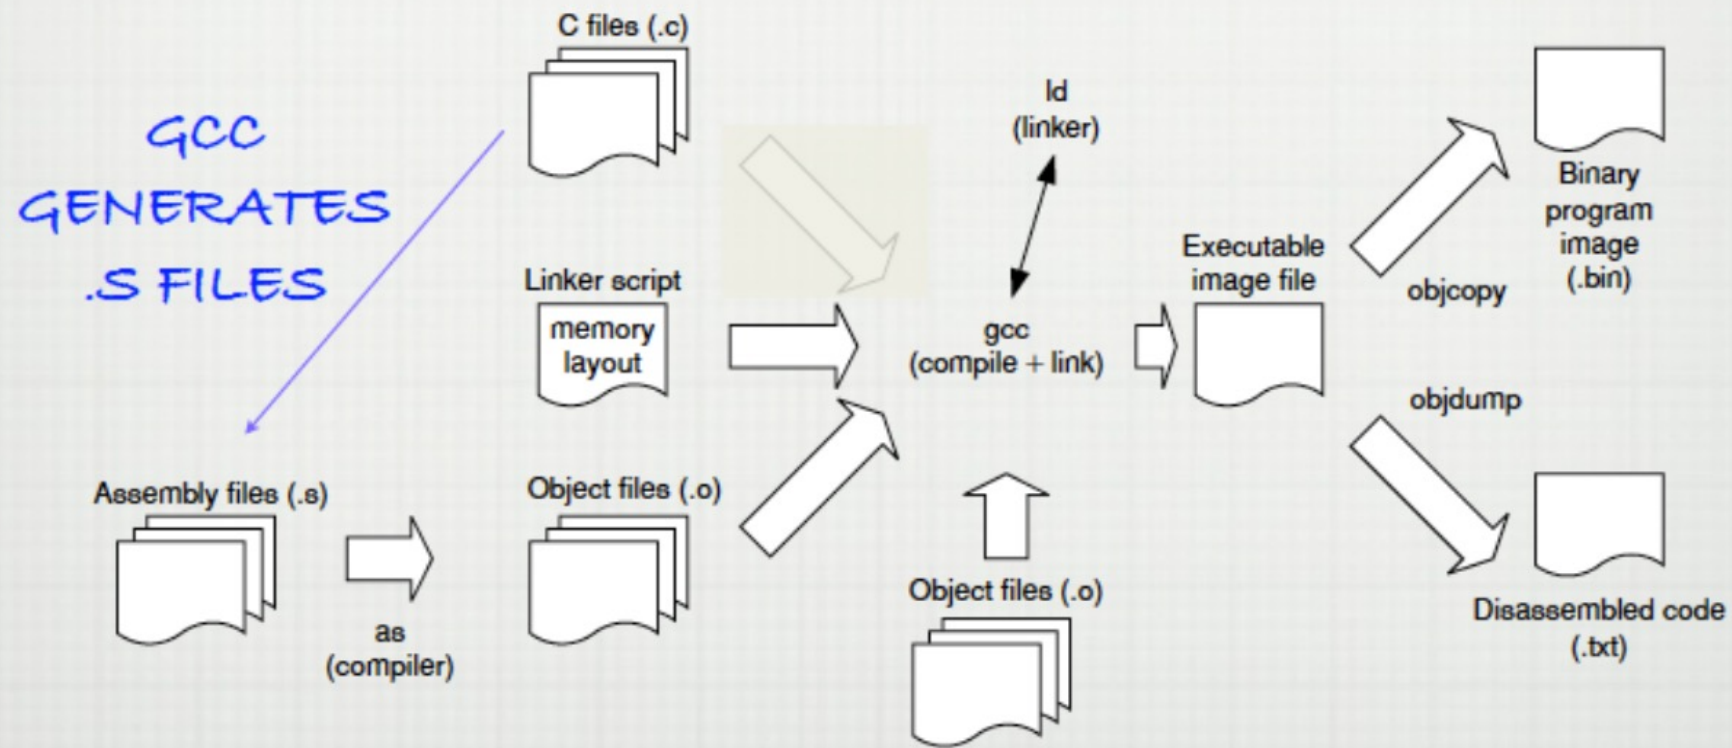 C files (.c)
GCC
GENERATES
.S FILES
ld
(linker)
Binary
program
image
(.bin)
Linker script
memory
layout
gcc
(compile + link)
Executable
image file
objcopy
objdump
Assembly files (.s)
as
(compiler)
Object files (.o)
Object files (.o)
Disassembled code
(.txt)